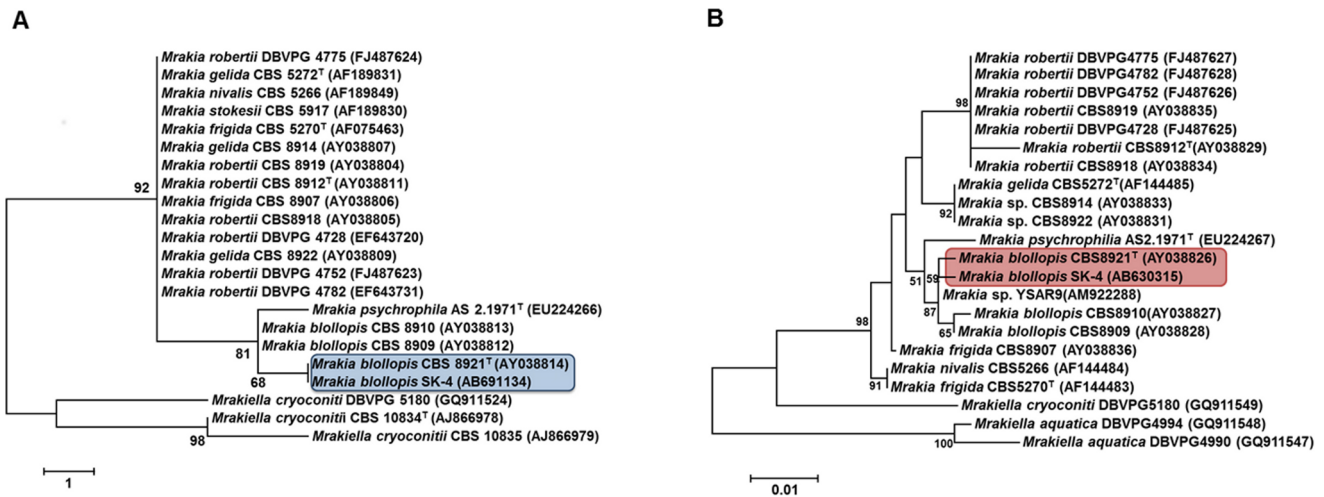 A
Mrakia robertii DBVPG 4775 (FJ487624)
Mrakia gelida CBS 5272ᵀ (AF189831)
Mrakia nivalis CBS 5266 (AF189849)
Mrakia stokesii CBS 5917 (AF189830)
Mrakia frigida CBS 5270ᵀ (AF075463)
Mrakia gelida CBS 8914 (AY038807)
Mrakia robertii CBS 8919 (AY038804)
Mrakia robertii CBS 8912ᵀ (AY038811)
Mrakia frigida CBS 8907 (AY038806)
Mrakia robertii CBS8918 (AY038805)
Mrakia robertii DBVPG 4728 (EF643720)
Mrakia gelida CBS 8922 (AY038809)
Mrakia robertii DBVPG 4752 (FJ487623)
Mrakia robertii DBVPG 4782 (EF643731)
Mrakia psychrophila AS 2.1971ᵀ (EU224266)
Mrakia blollopis CBS 8910 (AY038813)
Mrakia blollopis CBS 8909 (AY038812)
Mrakia blollopis CBS 8921ᵀ (AY038814)
Mrakia blollopis SK-4 (AB691134)
Mrakiella cryoconiti DBVPG 5180 (GQ911524)
Mrakiella cryoconitii CBS 10834ᵀ (AJ866978)
Mrakiella cryoconitii CBS 10835 (AJ866979)
92
81
68
98
1
B
Mrakia robertii DBVPG4775 (FJ487627)
Mrakia robertii DBVPG4782 (FJ487628)
Mrakia robertii DBVPG4752 (FJ487626)
Mrakia robertii CBS8919 (AY038835)
Mrakia robertii DBVPG4728 (FJ487625)
Mrakia robertii CBS8912ᵀ(AY038829)
Mrakia robertii CBS8918 (AY038834)
Mrakia gelida CBS5272ᵀ(AF144485)
Mrakia sp. CBS8914 (AY038833)
Mrakia sp. CBS8922 (AY038831)
Mrakia psychrophilia AS2.1971ᵀ (EU224267)
Mrakia blollopis CBS8921ᵀ (AY038826)
Mrakia blollopis SK-4 (AB630315)
Mrakia sp. YSAR9(AM922288)
Mrakia blollopis CBS8910(AY038827)
Mrakia blollopis CBS8909 (AY038828)
Mrakia frigida CBS8907 (AY038836)
Mrakia nivalis CBS5266 (AF144484)
Mrakia frigida CBS5270ᵀ (AF144483)
Mrakiella cryoconiti DBVPG5180 (GQ911549)
Mrakiella aquatica DBVPG4994 (GQ911548)
Mrakiella aquatica DBVPG4990 (GQ911547)
98
92
51
59
87
65
98
91
100
0.01